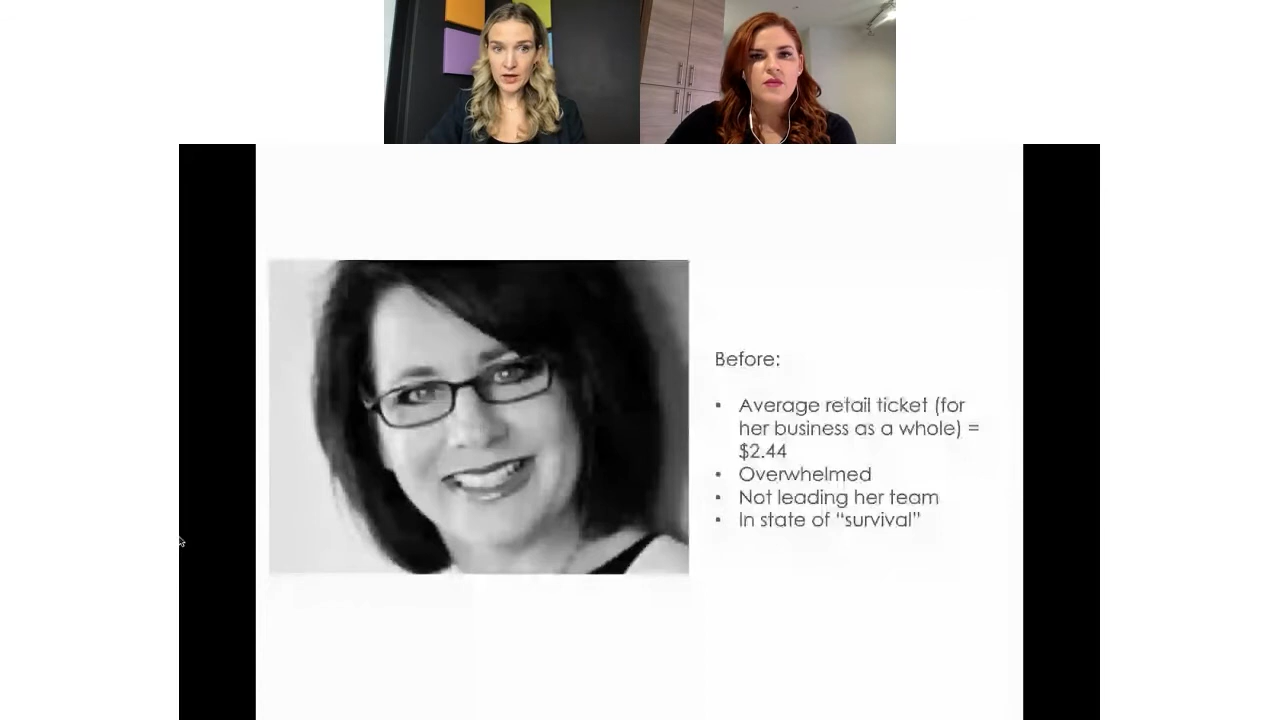 Before:
• Average retail ticket (for
her business as a whole) =
$2.44
• Overwhelmed
• Not leading her team
• In state of “survival”